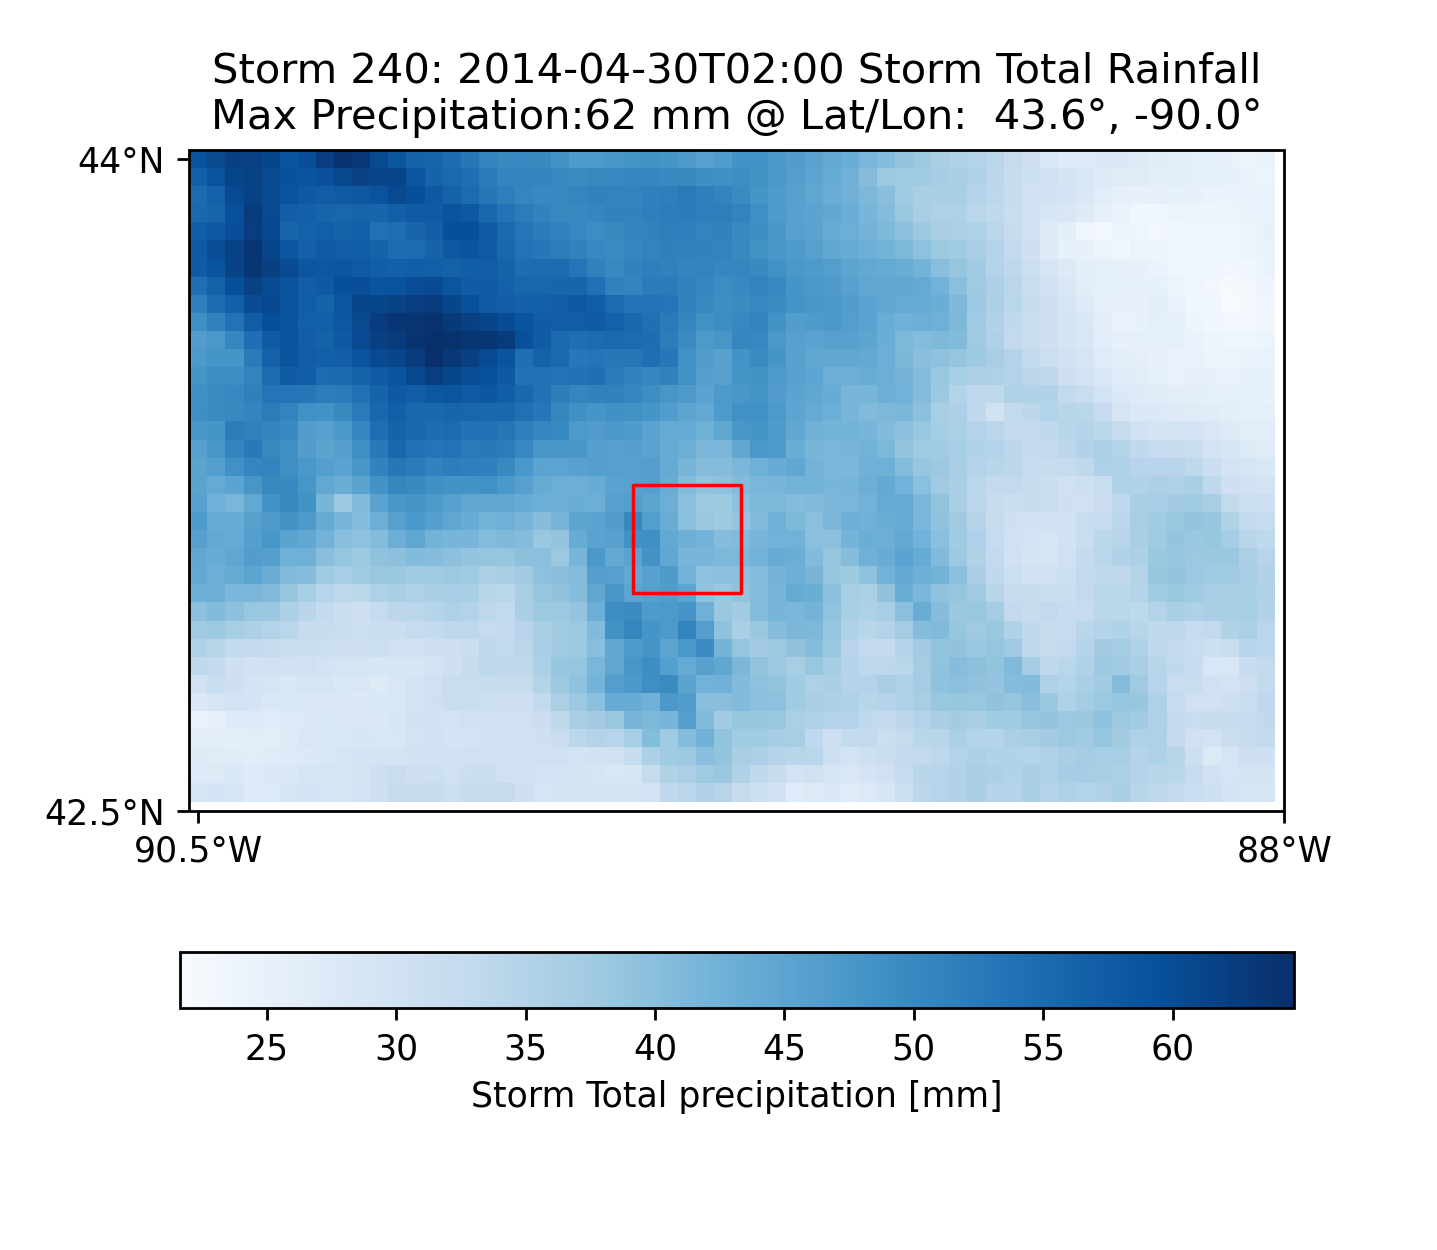 Storm 240: 2014-04-30T02:00 Storm Total Rainfall
Max Precipitation:62 mm @ Lat/Lon:  43.6°, -90.0°
44°N
42.5°N
90.5°W 88°W
25 30 35 40 45 50 55 60
Storm Total precipitation [mm]